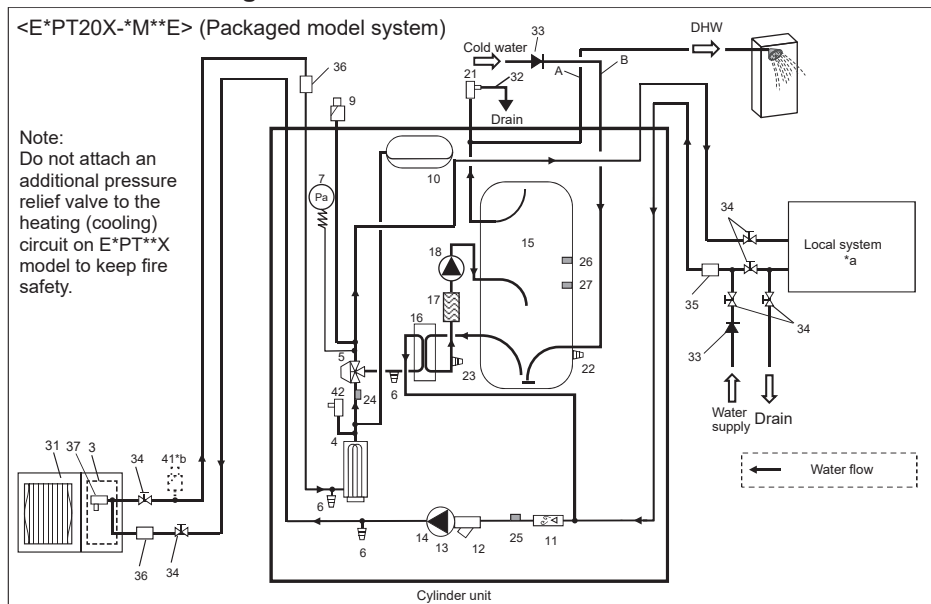 <E*PT20X-*M**E> (Packaged model system)
Note:
Do not attach an
additional pressure
relief valve to the
heating (cooling)
circuit on E*PT**X
model to keep fire
safety.
36
9
7
Pa
21
Cold water
33
32
Drain
A
B
DHW
10
15
18
17
16
26
27
22
23
5
6
24
42
4
6
6
14
13
12
25
11
Cylinder unit
34
Local system
*a
35
34
33
Water
supply
Drain
Water flow
31
37
3
34
41*b
36
34